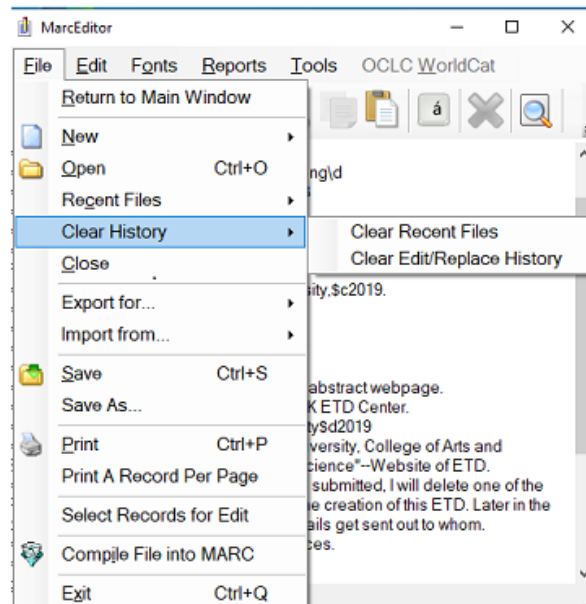 MarcEditor
File Edit Fonts Reports Tools OCLC WorldCat
Return to Main Window
New
Open Ctrl+O
Recent Files
Clear History
Close
Export for...
Import from...
Save Ctrl+S
Save As...
Print Ctrl+P
Print A Record Per Page
Select Records for Edit
Compile File into MARC
Exit Ctrl+Q
Clear Recent Files
Clear Edit/Replace History
á
ng\d
sity,$c2019.
abstract webpage.
K ETD Center.
ty$d2019
versity, College of Arts and
cience"--Website of ETD.
submitted, I will delete one of the
e creation of this ETD. Later in the
ails get sent out to whom.
ces.